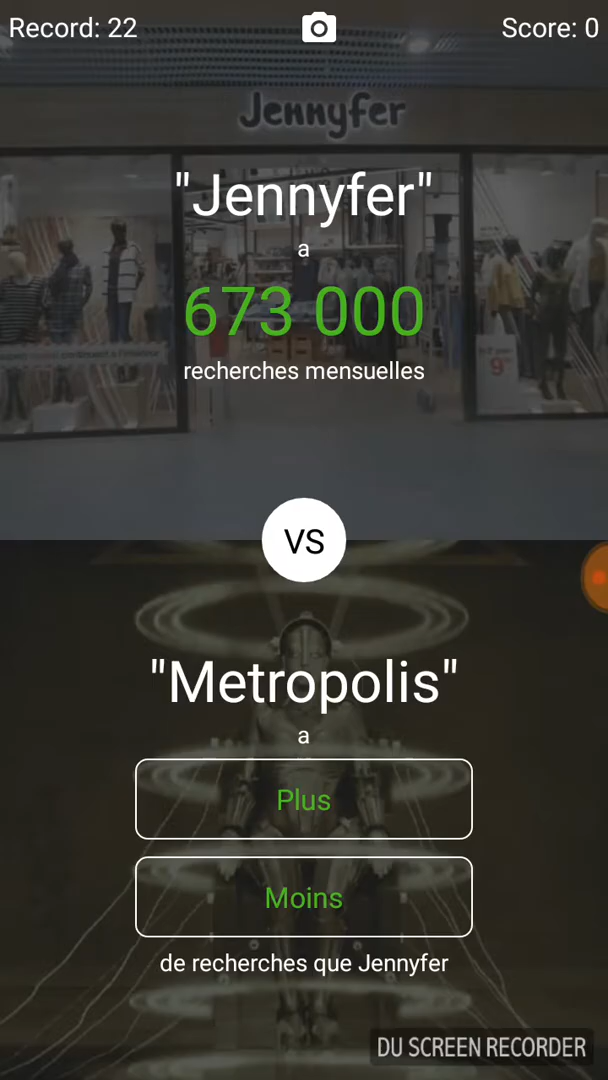 Record: 22
Score: 0
Jennyfer
"Jennyfer"
a
673 000
recherches mensuelles
VS
"Metropolis"
a
Plus
Moins
de recherches que Jennyfer
DU SCREEN RECORDER